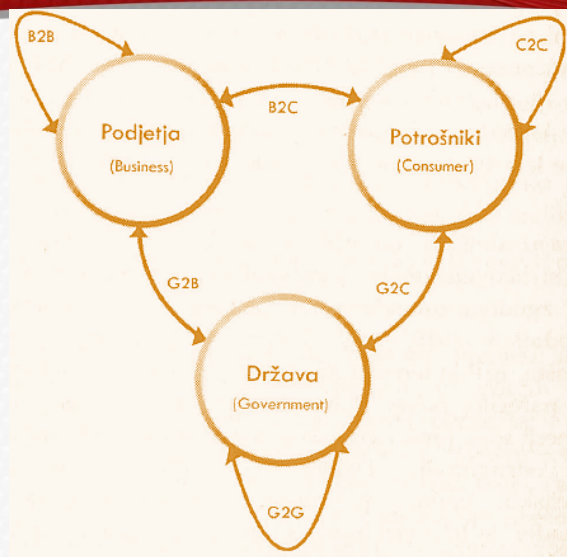 B2B
C2C
B2C
Podjetja
(Business)
Potrošniki
(Consumer)
G2B
G2C
Država
(Government)
G2G